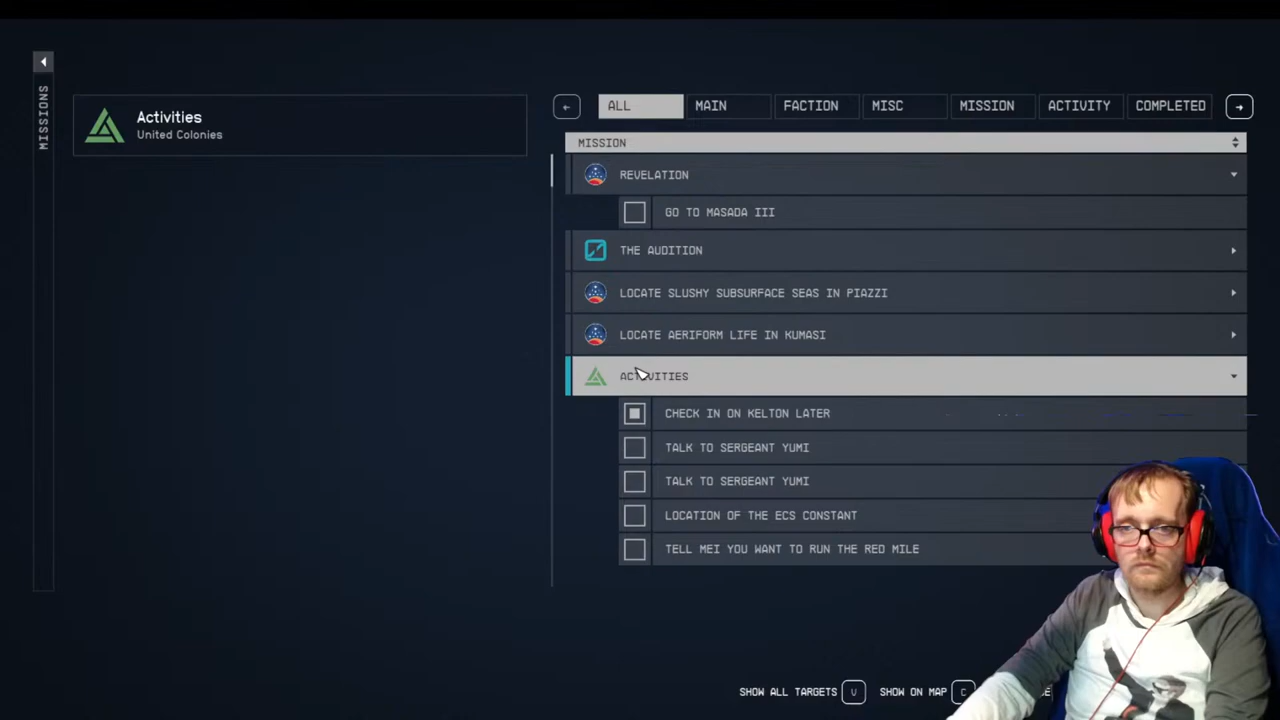 MISSIONS
Activities
United Colonies
ALL MAIN FACTION MISC MISSION ACTIVITY COMPLETED
MISSION
REVELATION
GO TO MASADA III
THE AUDITION
LOCATE SLUSHY SUBSURFACE SEAS IN PIAZZI
LOCATE AERIFORM LIFE IN KUMASI
ACTIVITIES
CHECK IN ON KELTON LATER
TALK TO SERGEANT YUMI
TALK TO SERGEANT YUMI
LOCATION OF THE ECS CONSTANT
TELL MEI YOU WANT TO RUN THE RED MILE
SHOW ALL TARGETS V SHOW ON MAP C